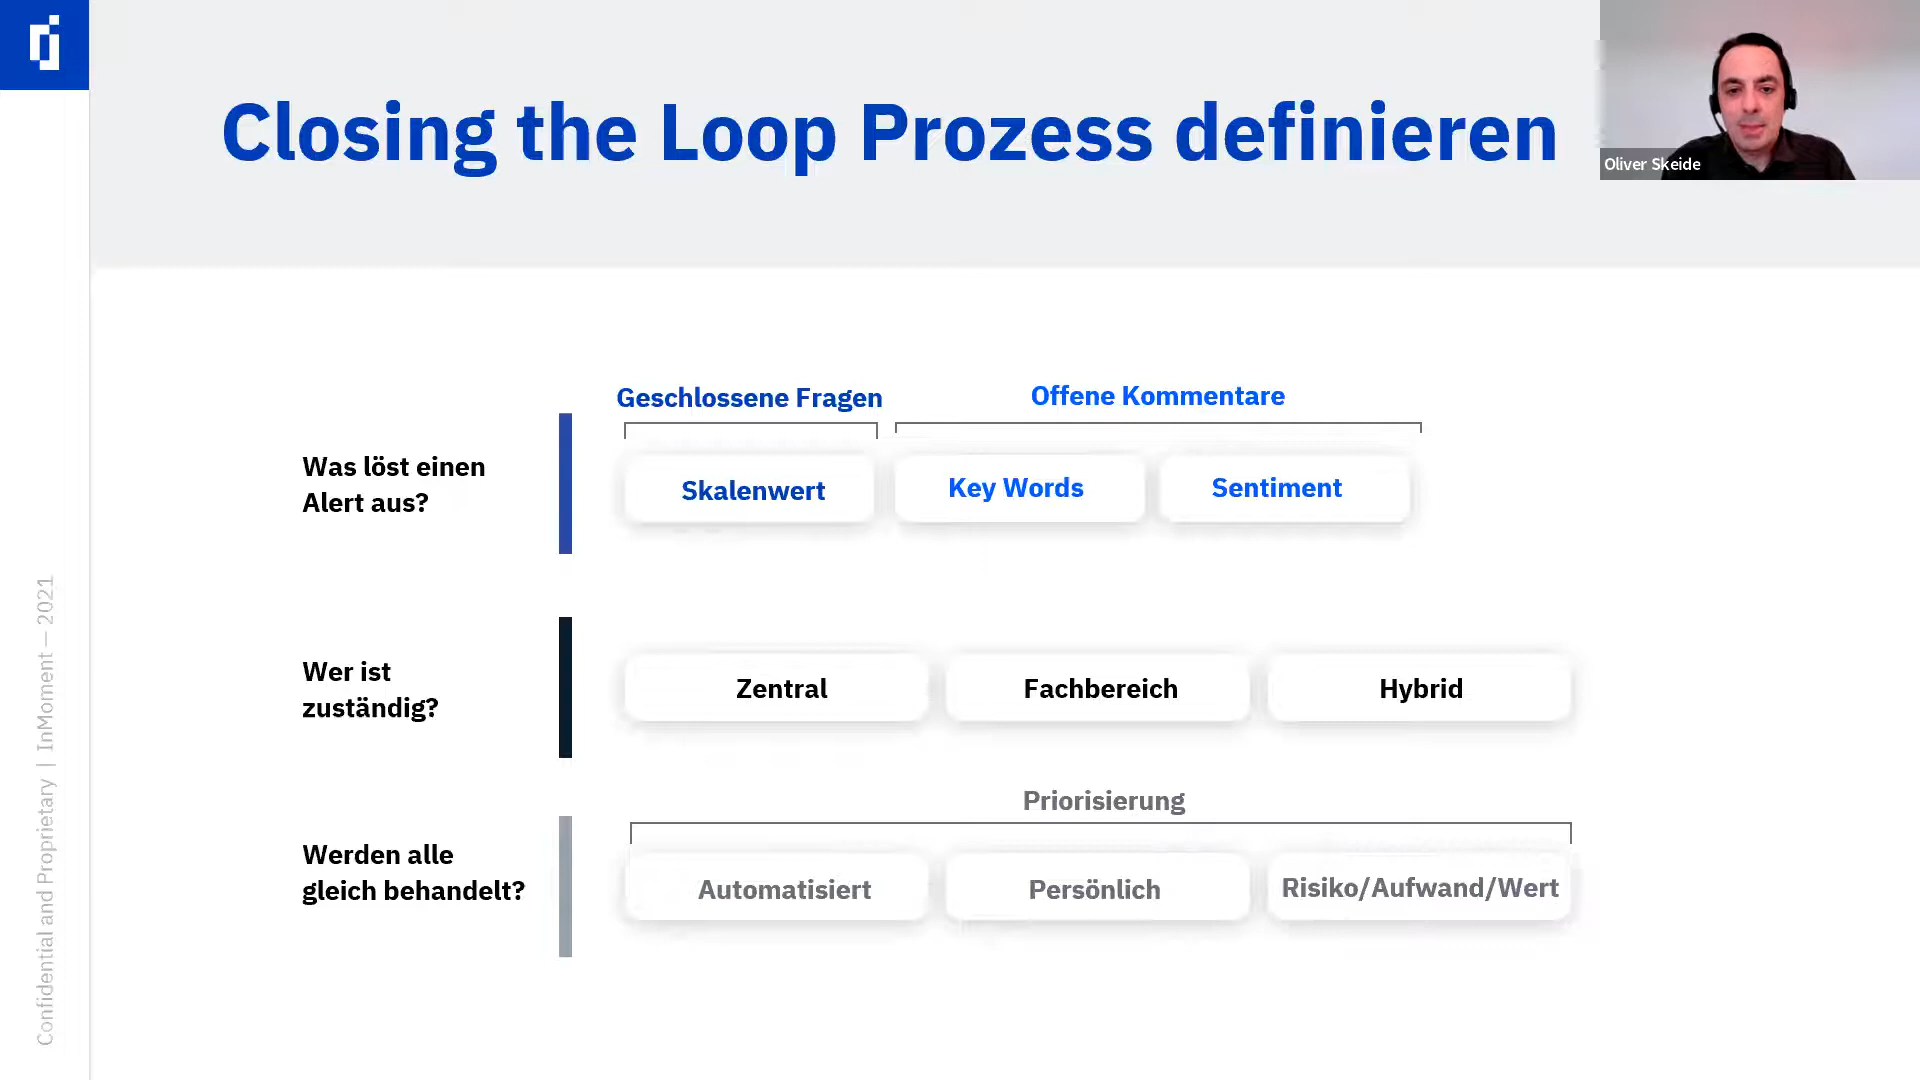 Closing the Loop Prozess definieren
Oliver Skeide
Geschlossene Fragen
Offene Kommentare
Was löst einen
Alert aus?
Skalenwert
Key Words
Sentiment
Wer ist
zuständig?
Zentral
Fachbereich
Hybrid
Priorisierung
Werden alle
gleich behandelt?
Automatisiert
Persönlich
Risiko/Aufwand/Wert
Confidential and Proprietary | InMoment — 2021